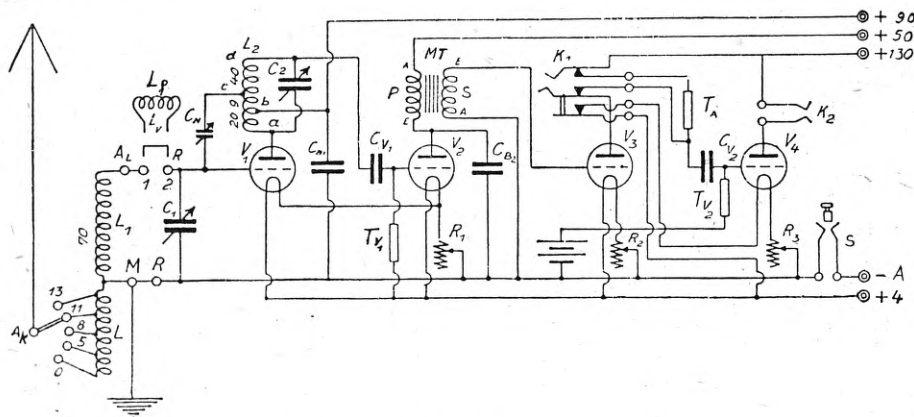 + 90
+ 50
+130
d
L2
C2
40
c
9
b
20
a
MT
A
E
P
S
E
A
K1
TA
K2
Lβ
Lv
CN
AL
1
R
2
V1
CV1
V2
CB2
V3
CV2
V4
L1
70
C1
TV1
R1
R2
TV2
R3
S
M
R
- A
+4
13
11
AK
8
L
5
0